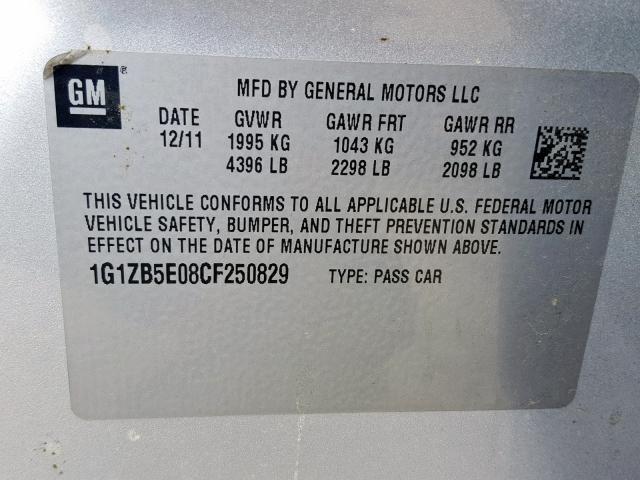 GM ®
MFD BY GENERAL MOTORS LLC
DATE GVWR GAWR FRT GAWR RR
12/11 1995 KG 1043 KG 952 KG
4396 LB 2298 LB 2098 LB
THIS VEHICLE CONFORMS TO ALL APPLICABLE U.S. FEDERAL MOTOR
VEHICLE SAFETY, BUMPER, AND THEFT PREVENTION STANDARDS IN
EFFECT ON THE DATE OF MANUFACTURE SHOWN ABOVE.
1G1ZB5E08CF250829 TYPE: PASS CAR